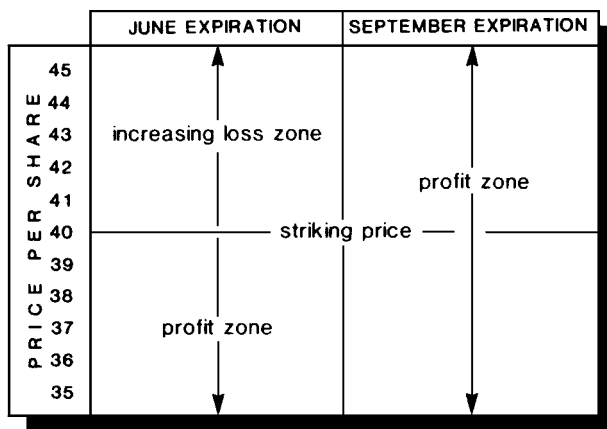 JUNE EXPIRATION SEPTEMBER EXPIRATION
PRICE PER SHARE
45
44
43
42
41
40
39
38
37
36
35
increasing loss zone
profit zone
striking price
profit zone